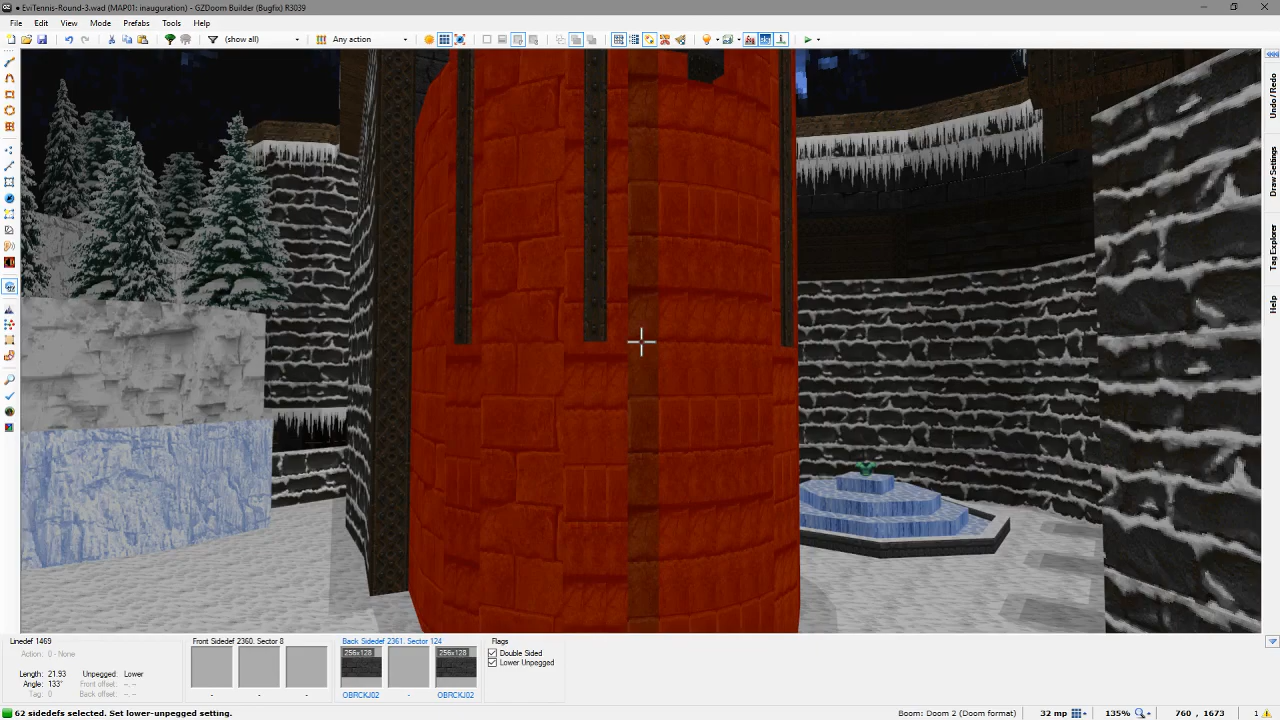 ● EviTennis-Round-3.wad (MAP01: inauguration) - GZDoom Builder (Bugfix) R3039
File Edit View Mode Prefabs Tools Help
(show all) Any action
Undo / Redo
Draw Settings
Tag Explorer
Help
Linedef 1469
Action: 0 - None
Length: 21.93 Unpegged: Lower
Angle: 133° Front offset: --, --
Tag: 0 Back offset: --, --
Front Sidedef 2360. Sector 8
- - -
Back Sidedef 2361. Sector 124
256x128 256x128
OBRCKJ02 - OBRCKJ02
Flags
Double Sided
Lower Unpegged
62 sidedefs selected. Set lower-unpegged setting. Boom: Doom 2 (Doom format) 32 mp 135% 760 , 1673 1